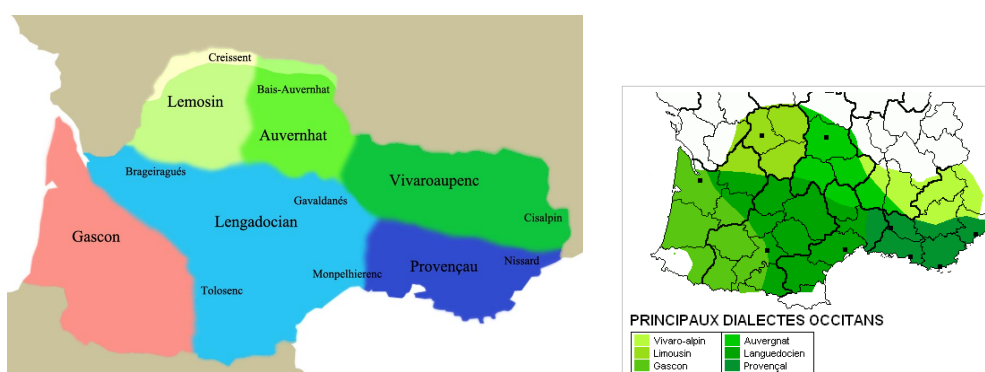 Creissent
Lemosin
Bais-Auvernhat
Auvernhat
Brageiragués
Vivaroaupenc
Gavaldanés
Lengadocian
Cisalpin
Gascon
Nissard
Provençau
Monpelhierenc
Tolosenc
PRINCIPAUX DIALECTES OCCITANS
Vivaro-alpin
Limousin
Gascon
Auvergnat
Languedocien
Provençal